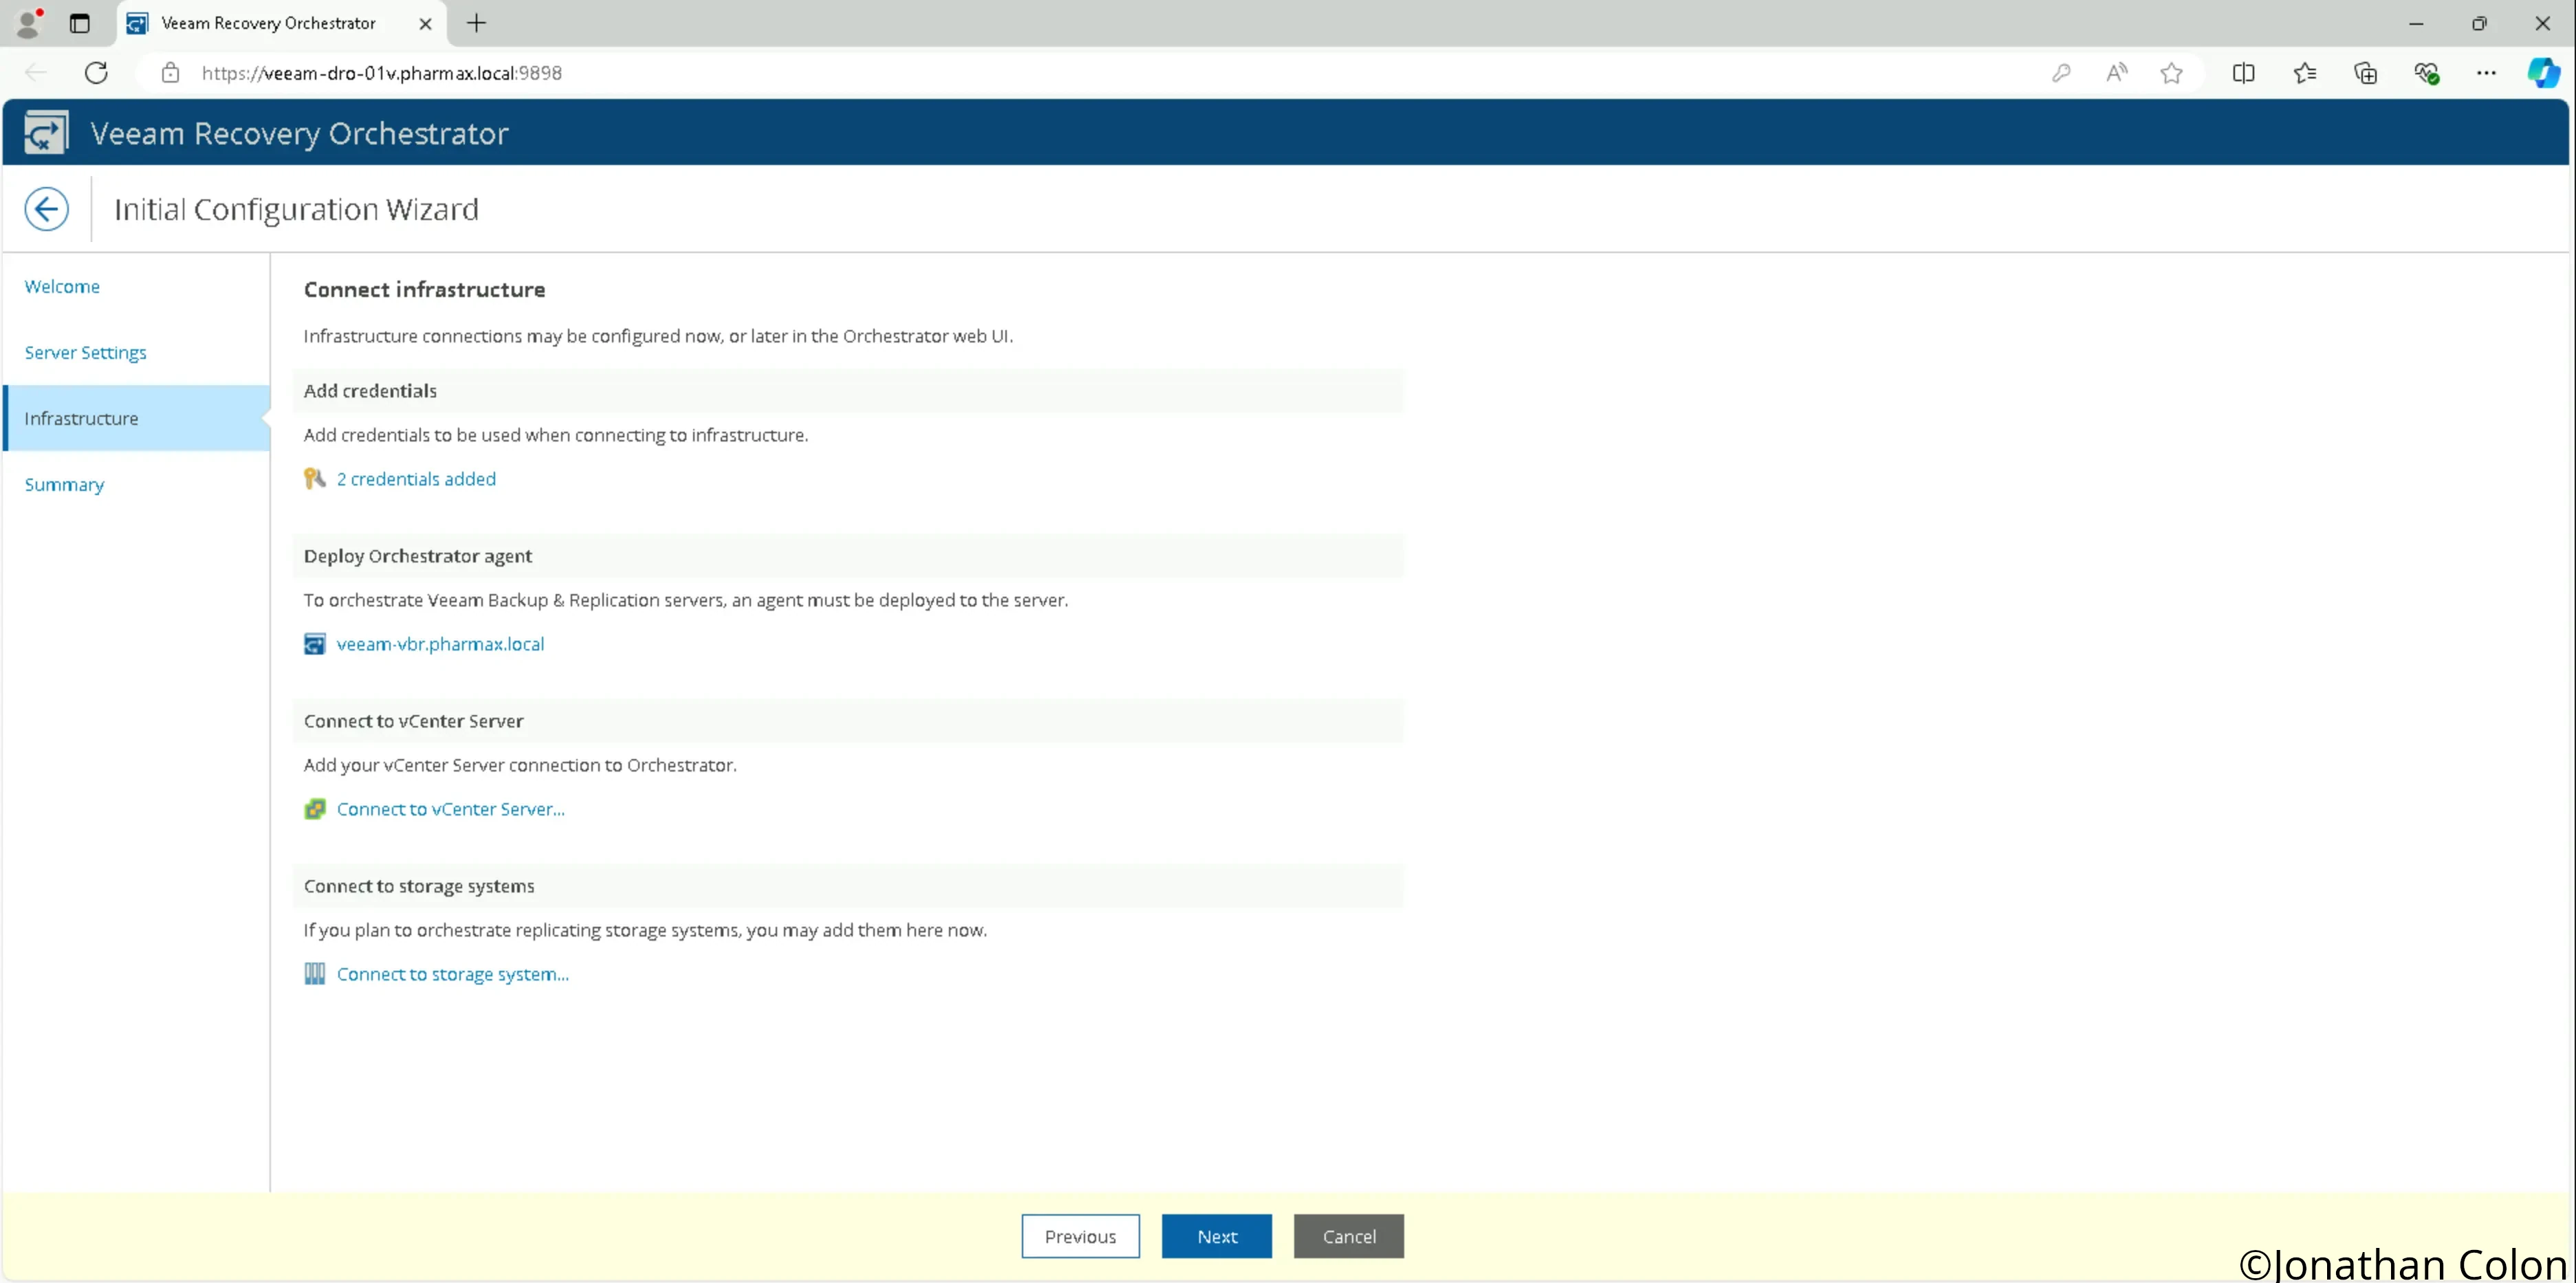 Veeam Recovery Orchestrator
https://veeam-dro-01v.pharmax.local:9898
Veeam Recovery Orchestrator
Initial Configuration Wizard
Welcome
Server Settings
Infrastructure
Summary
Connect infrastructure
Infrastructure connections may be configured now, or later in the Orchestrator web UI.
Add credentials
Add credentials to be used when connecting to infrastructure.
2 credentials added
Deploy Orchestrator agent
To orchestrate Veeam Backup & Replication servers, an agent must be deployed to the server.
veeam-vbr.pharmax.local
Connect to vCenter Server
Add your vCenter Server connection to Orchestrator.
Connect to vCenter Server...
Connect to storage systems
If you plan to orchestrate replicating storage systems, you may add them here now.
Connect to storage system...
Previous
Next
Cancel
©Jonathan Colon